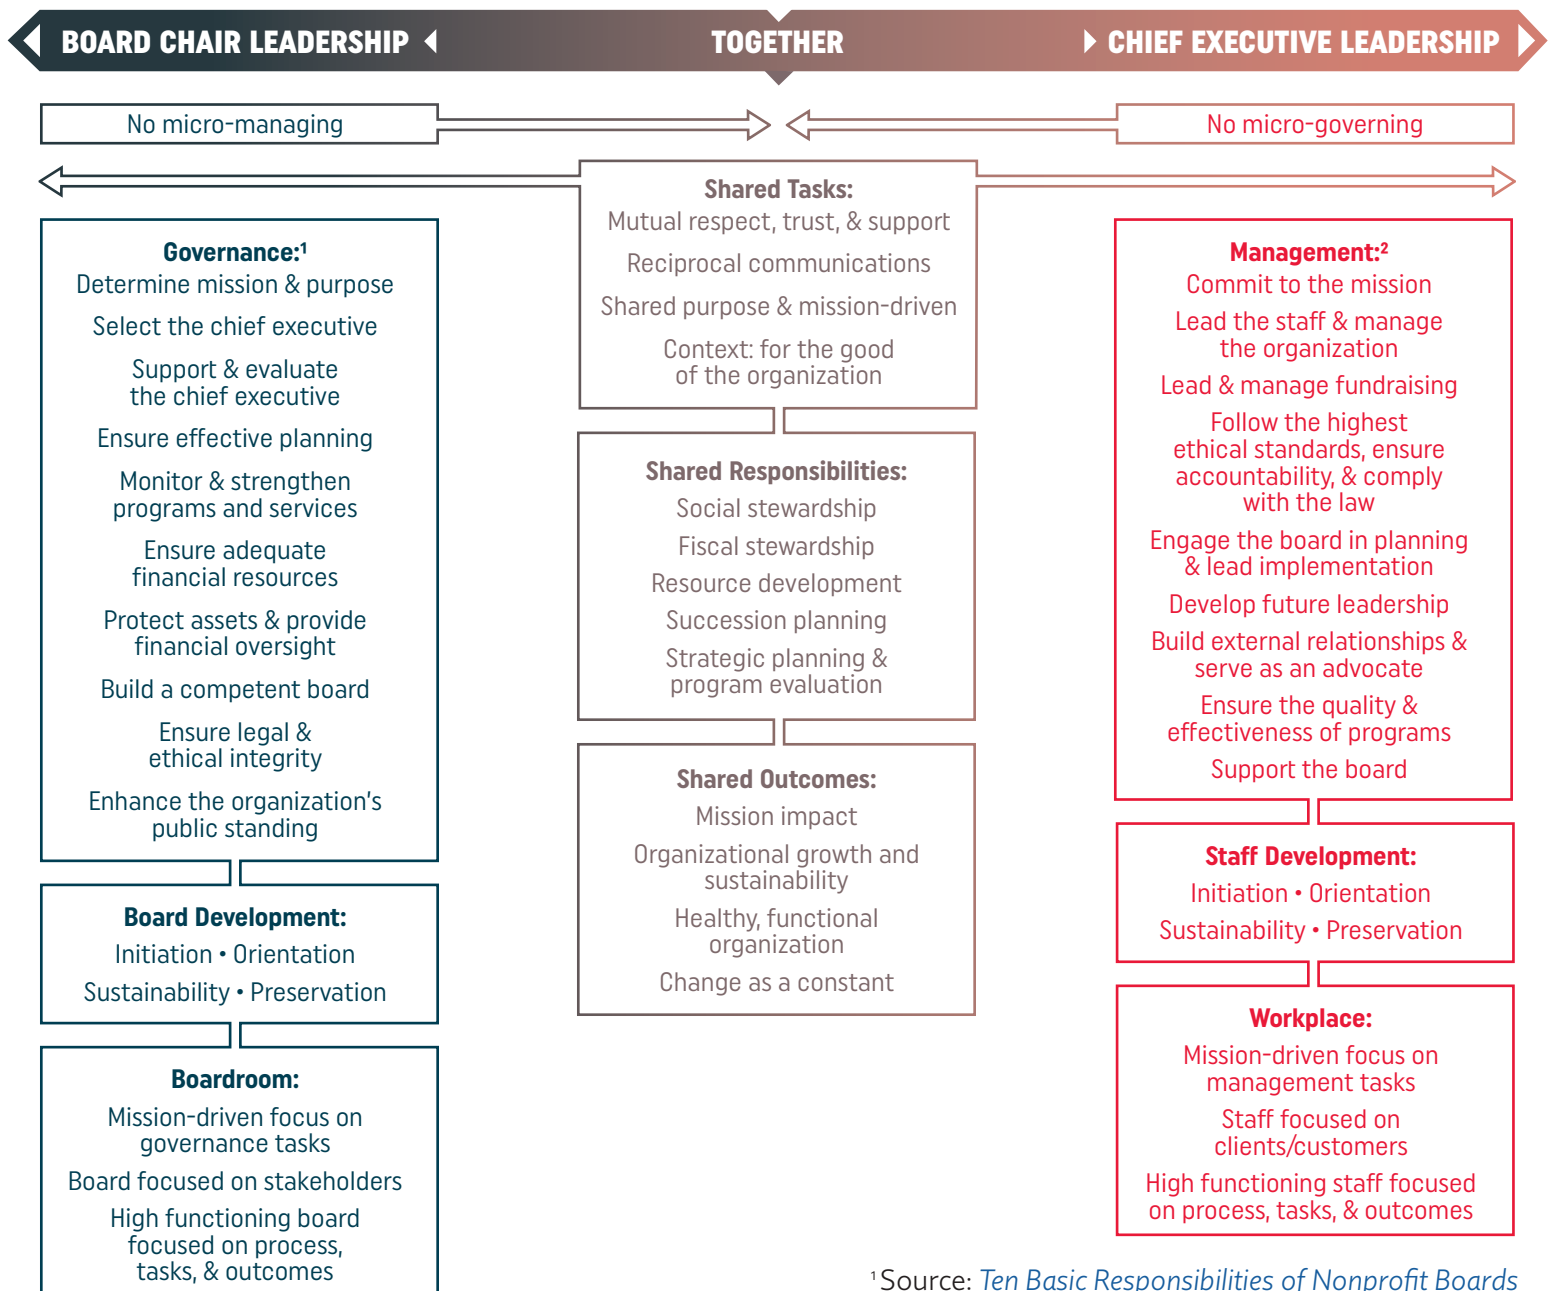 BOARD CHAIR LEADERSHIP
TOGETHER
CHIEF EXECUTIVE LEADERSHIP
No micro-managing
No micro-governing
Governance:¹
Determine mission & purpose
Select the chief executive
Support & evaluate
the chief executive
Ensure effective planning
Monitor & strengthen
programs and services
Ensure adequate
financial resources
Protect assets & provide
financial oversight
Build a competent board
Ensure legal &
ethical integrity
Enhance the organization's
public standing
Board Development:
Initiation • Orientation
Sustainability • Preservation
Boardroom:
Mission-driven focus on
governance tasks
Board focused on stakeholders
High functioning board
focused on process,
tasks, & outcomes
Shared Tasks:
Mutual respect, trust, & support
Reciprocal communications
Shared purpose & mission-driven
Context: for the good
of the organization
Shared Responsibilities:
Social stewardship
Fiscal stewardship
Resource development
Succession planning
Strategic planning &
program evaluation
Shared Outcomes:
Mission impact
Organizational growth and
sustainability
Healthy, functional
organization
Change as a constant
Management:²
Commit to the mission
Lead the staff & manage
the organization
Lead & manage fundraising
Follow the highest
ethical standards, ensure
accountability, & comply
with the law
Engage the board in planning
& lead implementation
Develop future leadership
Build external relationships &
serve as an advocate
Ensure the quality &
effectiveness of programs
Support the board
Staff Development:
Initiation • Orientation
Sustainability • Preservation
Workplace:
Mission-driven focus on
management tasks
Staff focused on
clients/customers
High functioning staff focused
on process, tasks, & outcomes
¹ Source: Ten Basic Responsibilities of Nonprofit Boards